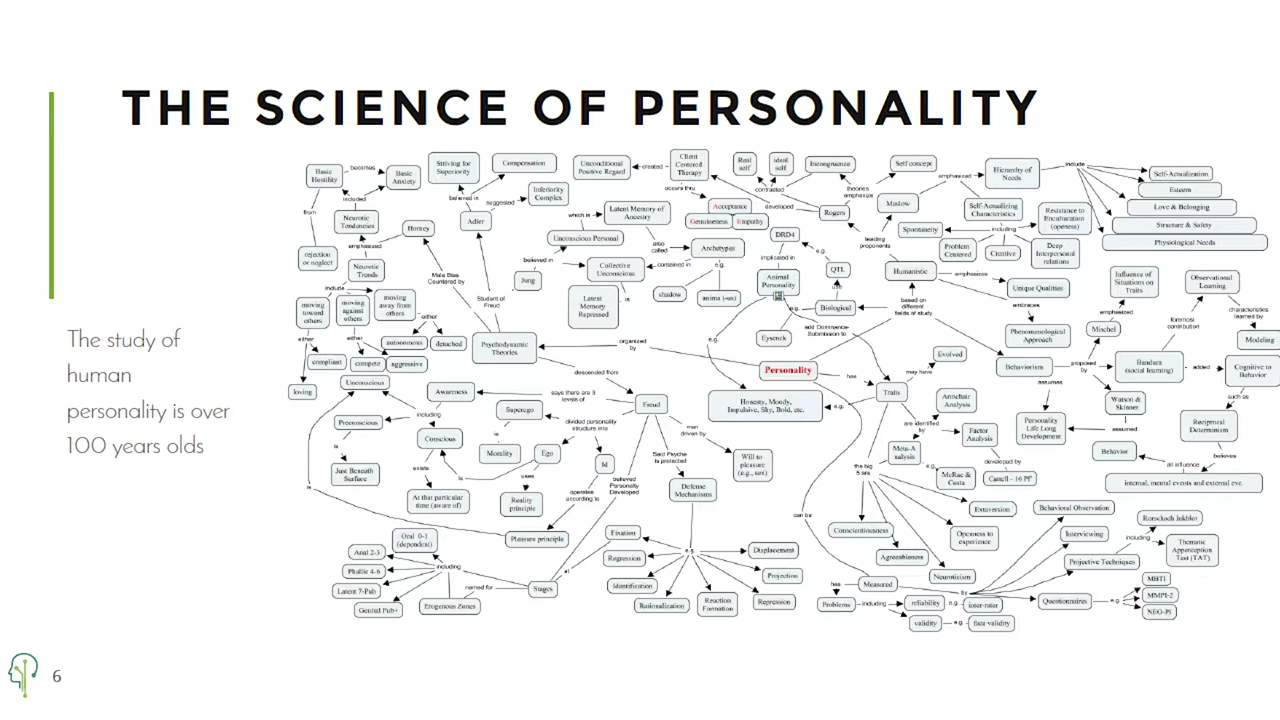 THE SCIENCE OF PERSONALITY
The study of
human
personality is over
100 years olds
6
Basic
Hostility
becomes
Basic
Anxiety
Striving for
Superiority
Compensation
Unconditional
Positive Regard
created
Client
Centered
Therapy
Real
self
ideal
self
Incongruence
Self concept
Hierarchy of
Needs
include
Self-Actualization
Esteem
Love & Belonging
Structure & Safety
Physiological Needs
included
believed in
suggested
Inferiority
Complex
occurs thru
contrasted
theories
emphasize
emphasized
from
Neurotic
Tendencies
Adler
which is
Latent Memory of
Ancestry
Acceptance
Genuineness
Empathy
developed
Rogers
Maslow
Self-Actualizing
Characteristics
Resistance to
Enculturation
(openess)
Horney
emphasized
Unconscious Personal
also
called
Archetypes
DRD4
leading
proponents
Spontaneity
including
rejection
or neglect
Neurotic
Trends
believed in
Collective
Unconscious
contained in
e.g.
implicated in
e.g.
Problem
Centered
Creative
Deep
Interpersonal
relations
include
Male Bias
Countered by
Jung
is
shadow
anima (-us)
Animal
Personality
QTL
use
Humanistic
emphasizes
Unique Qualities
Influence of
Situations on
Traits
Observational
Learning
moving
toward
others
moving
against
others
moving
away from
others
Student of
Freud
Latent
Memory
Repressed
e.g.
Biological
based on
different
fields of study
embraces
emphasized
foremost
contribution
characteristics
learned by
either
either
either
autonomous
detached
Eysenck
add Dominance-
Submission to
Phenomenological
Approach
Mischel
Modeling
compliant
compete
aggressive
Psychodynamic
Theories
organized
by
e.g.
Evolved
Behaviorism
proposed
by
Bandura
(social learning)
added
Cognitive to
Behavior
loving
Unconscious
Awareness
says there are 3
levels of
descended from
Personality
has
may have
Traits
assumes
Watson &
Skinner
such as
Preconscious
including
Superego
divided personality
structure into
Freud
Honesty, Moody,
Impulsive, Shy, Bold, etc.
e.g.
Armchair
Analysis
are identified
by
Factor
Analysis
Personality
Life Long
Development
assumed
Reciprocal
Determinism
Conscious
is
Morality
Ego
man
driven by
Meta-A
nalysis
developed by
Behavior
all influence
believes
is
Just Beneath
Surface
exists
is
uses
Id
Said Psyche
is protected
Will to
pleasure
(e.g., sex)
the big
5 are
e.g.
McRae &
Costa
Cattell - 16 PF
internal, mental events and external eve.
is
At that particular
time (aware of)
Reality
principle
operates
according to
believed
Personality
Developed
Defense
Mechanisms
can be
Extaversion
Behavioral Observation
Rorschach Inkblot
Oral 0-1
(dependent)
Pleasure principle
Fixation
Conscientiousness
Openness to
experience
Interviewing
including
Thematic
Apperception
Test (TAT)
Anal 2-3
Regression
e.g.
Displacement
Agreeableness
Projective Techniques
Phallic 4-6
including
at
Projection
Neuroticism
MBTI
Latent 7-Pub
named for
Stages
Identification
has
Measured
by
Questionnaires
e.g.
MMPI-2
Genital Pub+
Erogenous Zones
Rationalization
Reaction
Formation
Repression
Problems
including
reliability
e.g.
inter-rater
NEO-PI
validity
e.g.
face validity